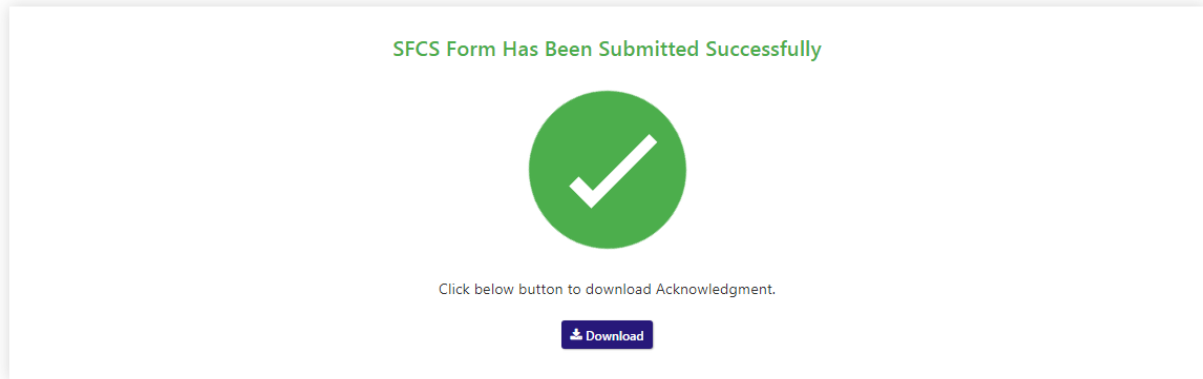 SFCS Form Has Been Submitted Successfully
Click below button to download Acknowledgment.
Download